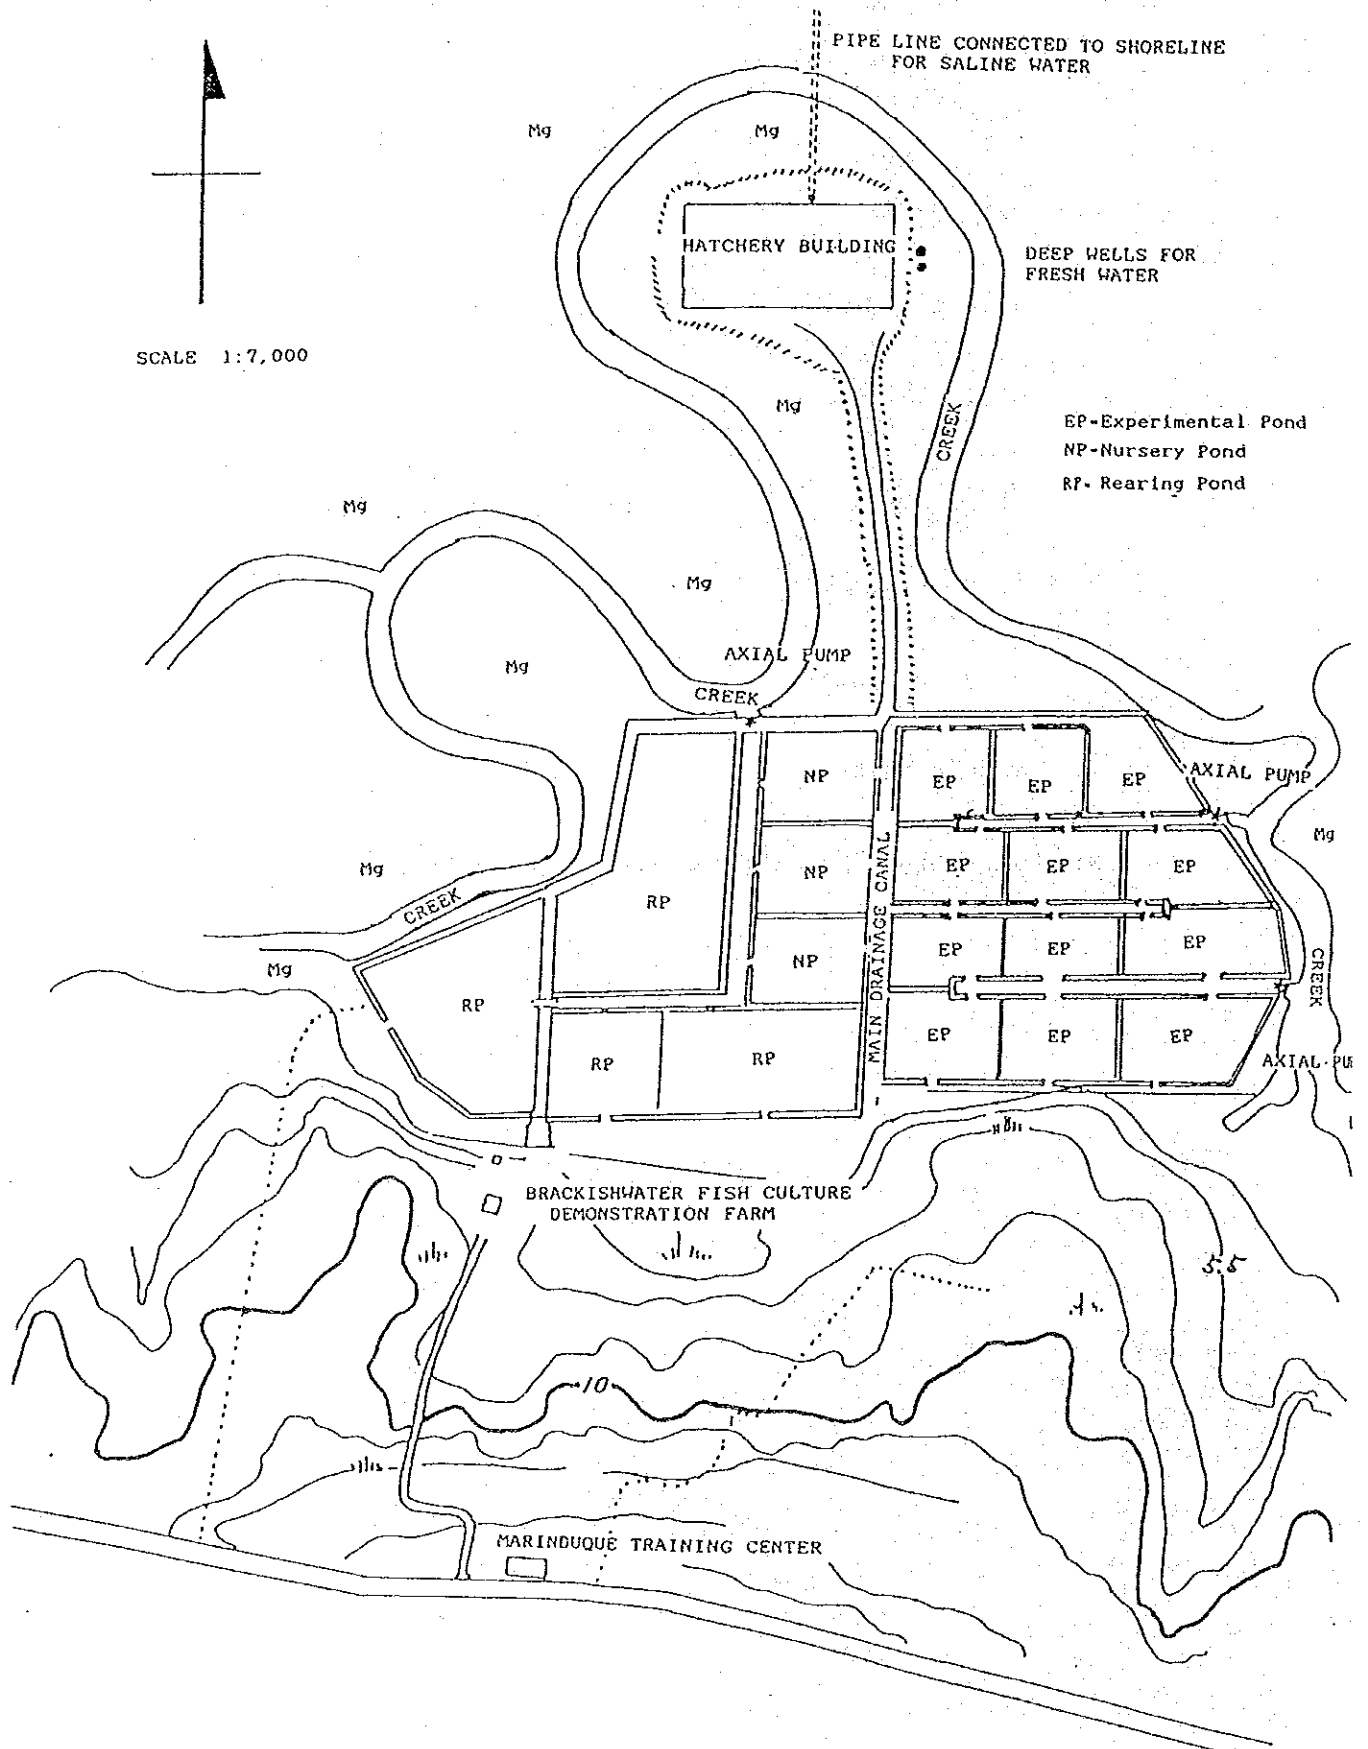 PIPE LINE CONNECTED TO SHORELINE
FOR SALINE WATER
Mg
Mg
HATCHERY BUILDING
DEEP WELLS FOR
FRESH WATER
SCALE 1:7,000
Mg
CREEK
EP-Experimental Pond
NP-Nursery Pond
RP-Rearing Pond
Mg
Mg
Mg
AXIAL PUMP
CREEK
NP
EP
EP
EP
AXIAL PUMP
Mg
Mg
CREEK
RP
NP
MAIN DRAINAGE CANAL
EP
EP
EP
Mg
RP
NP
EP
EP
EP
CREEK
RP
RP
EP
EP
EP
AXIAL PU
BRACKISHWATER FISH CULTURE
DEMONSTRATION FARM
5.5
10
MARINDUQUE TRAINING CENTER